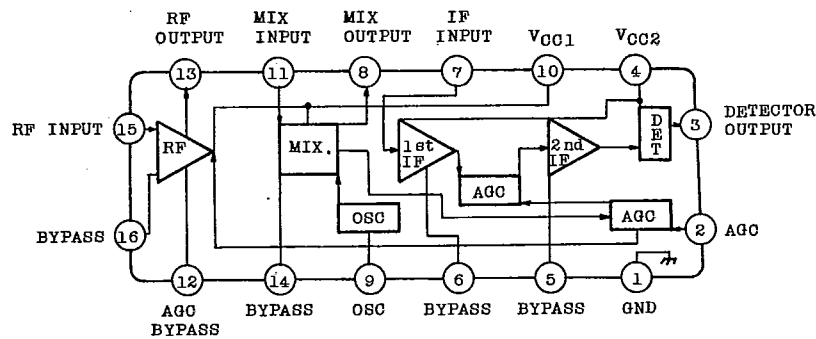 RF
OUTPUT
MIX
INPUT
MIX
OUTPUT
IF
INPUT
VCC1
VCC2
13
11
8
7
10
4
RF INPUT
15
RF
MIX.
1st
IF
2nd
IF
DET
3
DETECTOR
OUTPUT
AGC
OSC
AGC
BYPASS
16
2
AGC
12
14
9
6
5
1
AGC
BYPASS
BYPASS
OSC
BYPASS
BYPASS
GND